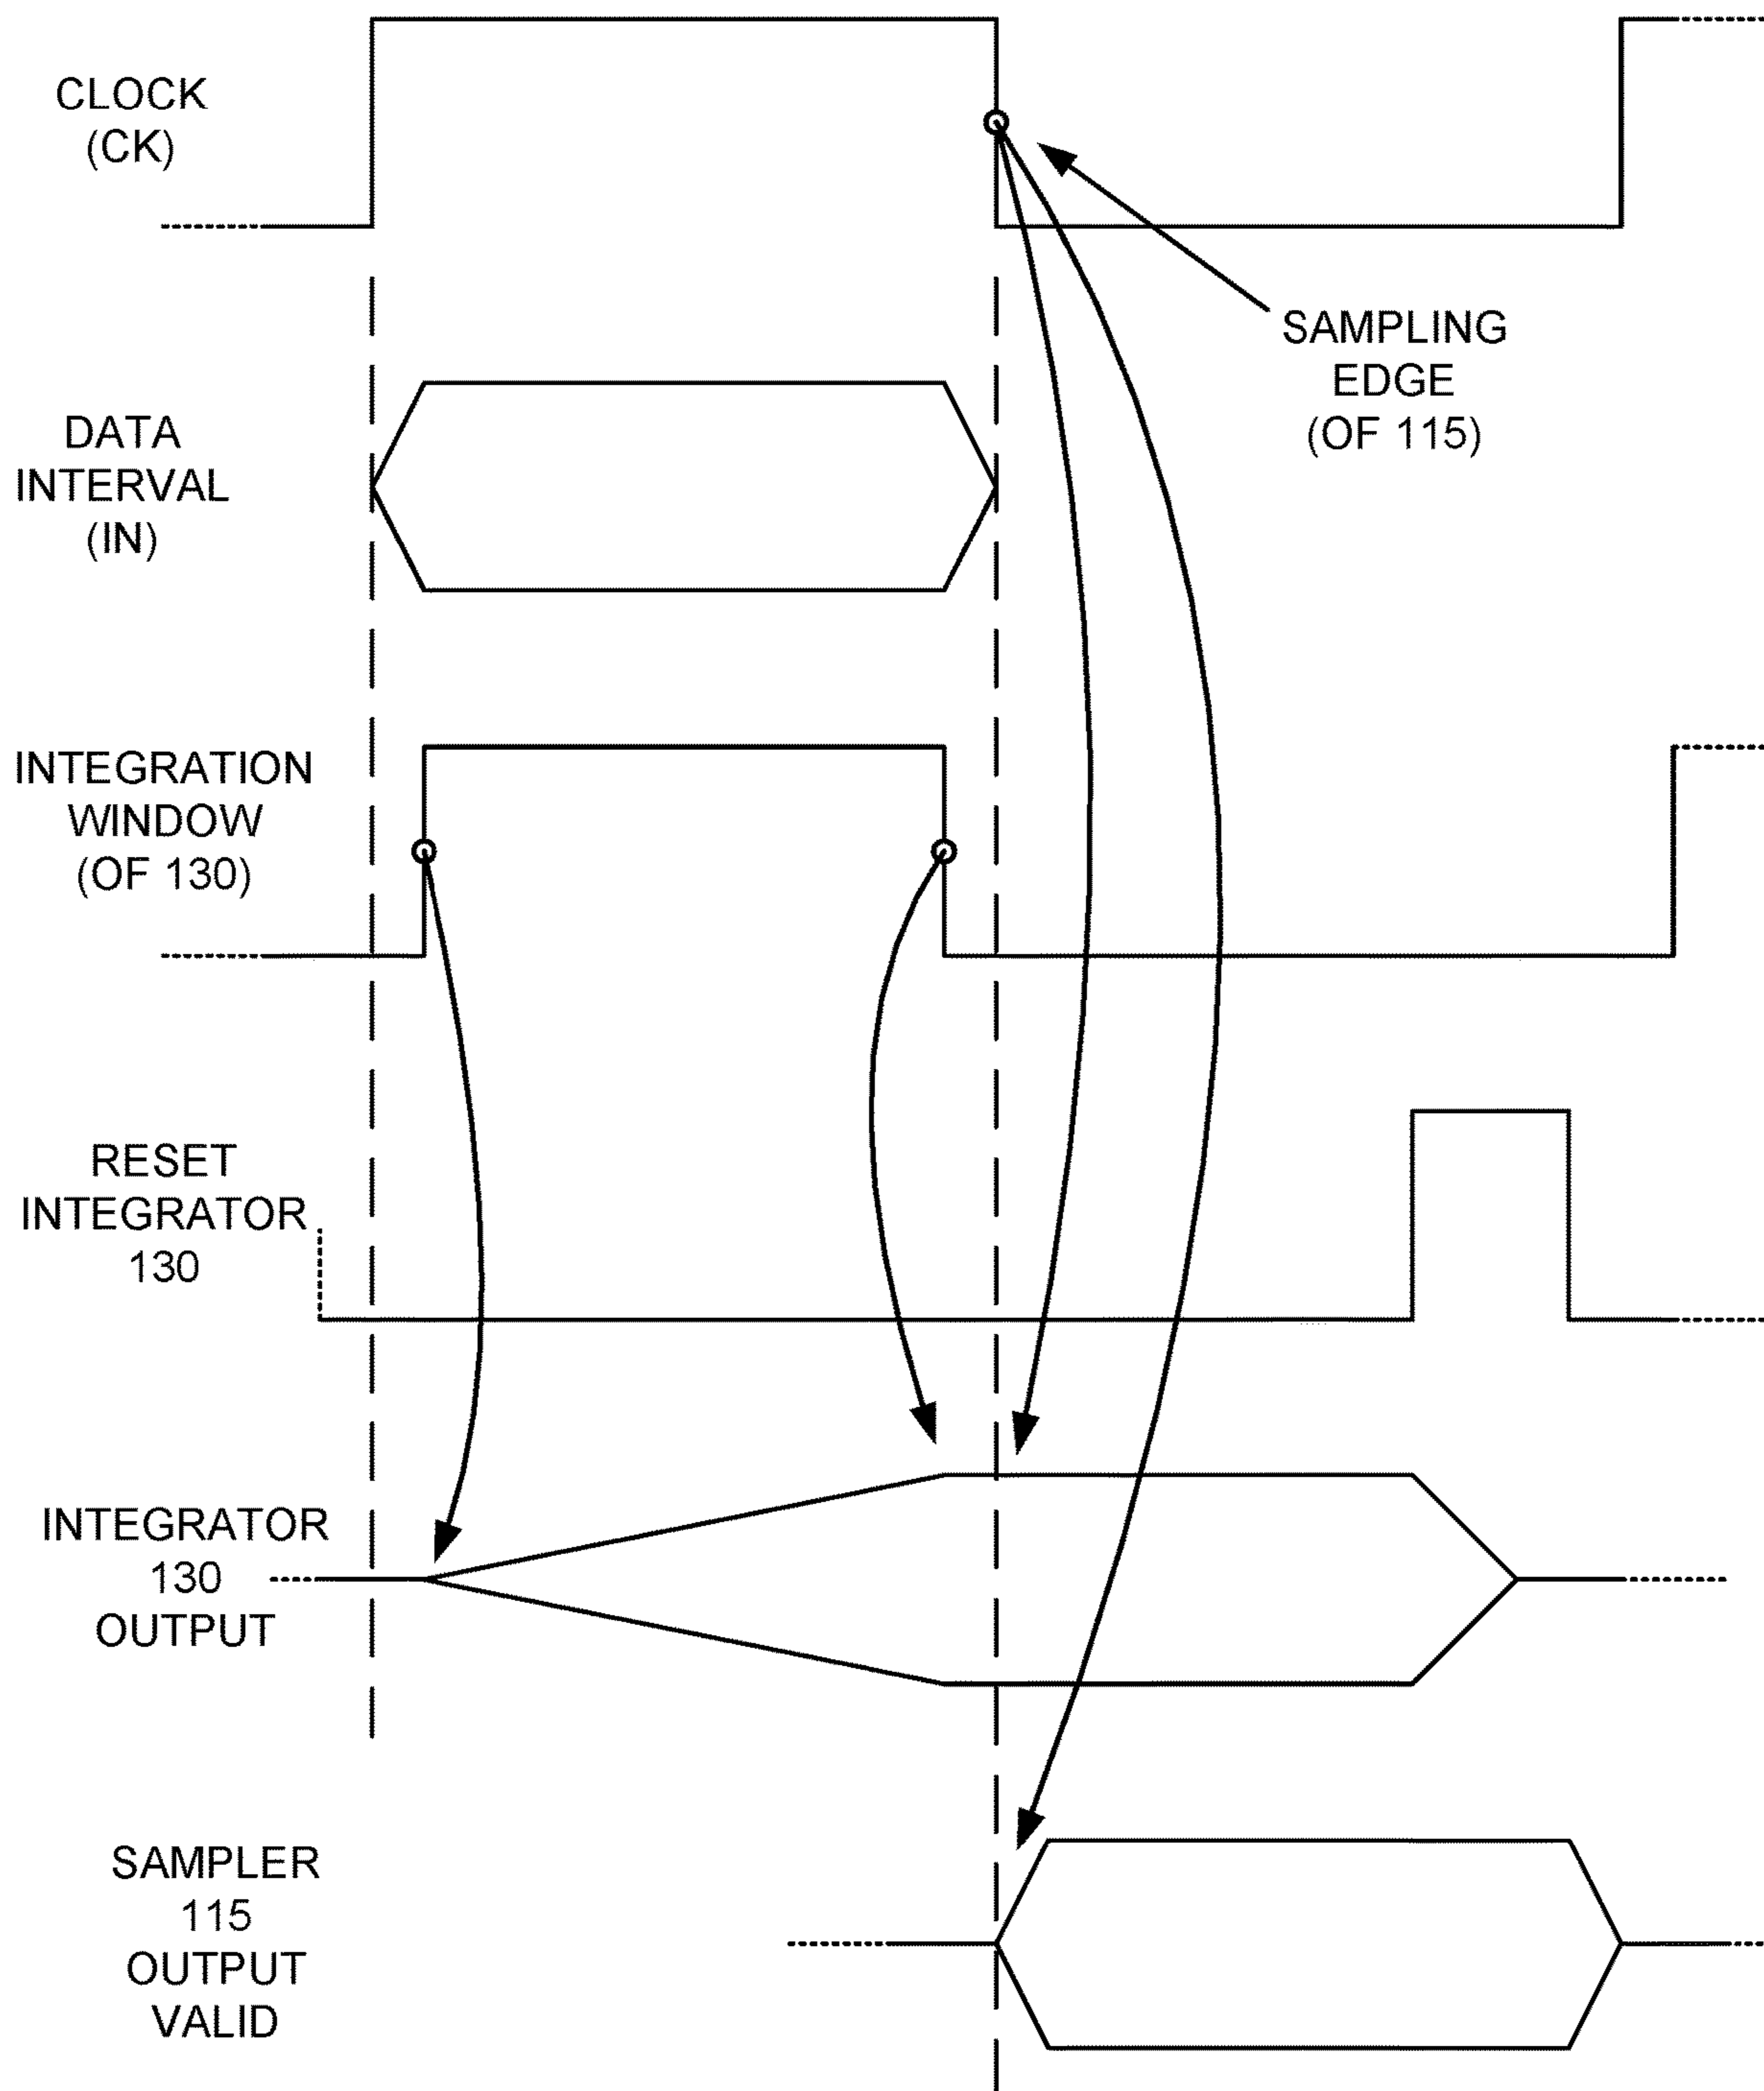 CLOCK
(CK)
SAMPLING
EDGE
(OF 115)
DATA
INTERVAL
(IN)
INTEGRATION
WINDOW
(OF 130)
RESET
INTEGRATOR
130
INTEGRATOR
130
OUTPUT
SAMPLER
115
OUTPUT
VALID